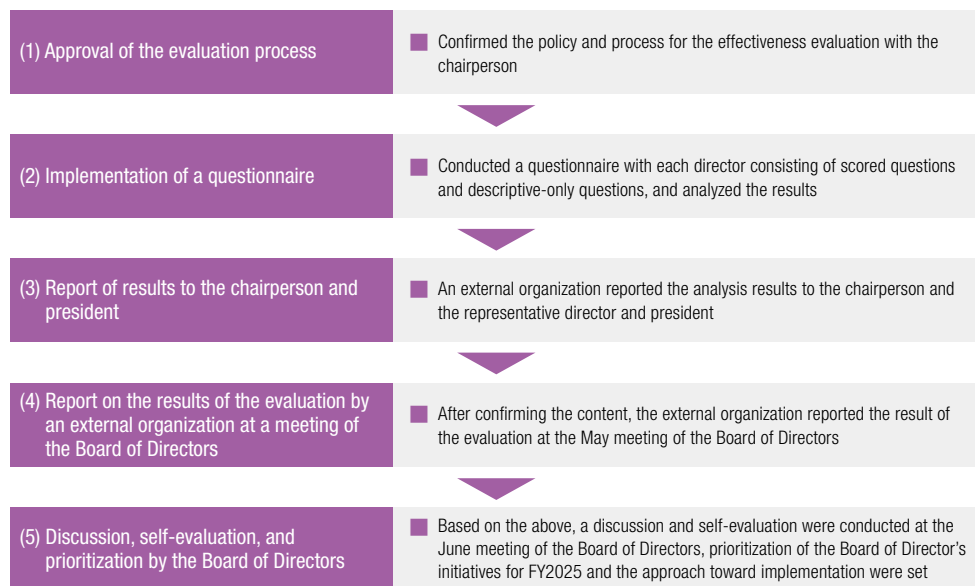 (1) Approval of the evaluation process
Confirmed the policy and process for the effectiveness evaluation with the
chairperson
(2) Implementation of a questionnaire
Conducted a questionnaire with each director consisting of scored questions
and descriptive-only questions, and analyzed the results
(3) Report of results to the chairperson and
president
An external organization reported the analysis results to the chairperson and
the representative director and president
(4) Report on the results of the evaluation by
an external organization at a meeting of
the Board of Directors
After confirming the content, the external organization reported the result of
the evaluation at the May meeting of the Board of Directors
(5) Discussion, self-evaluation, and
prioritization by the Board of Directors
Based on the above, a discussion and self-evaluation were conducted at the
June meeting of the Board of Directors, prioritization of the Board of Director's
initiatives for FY2025 and the approach toward implementation were set